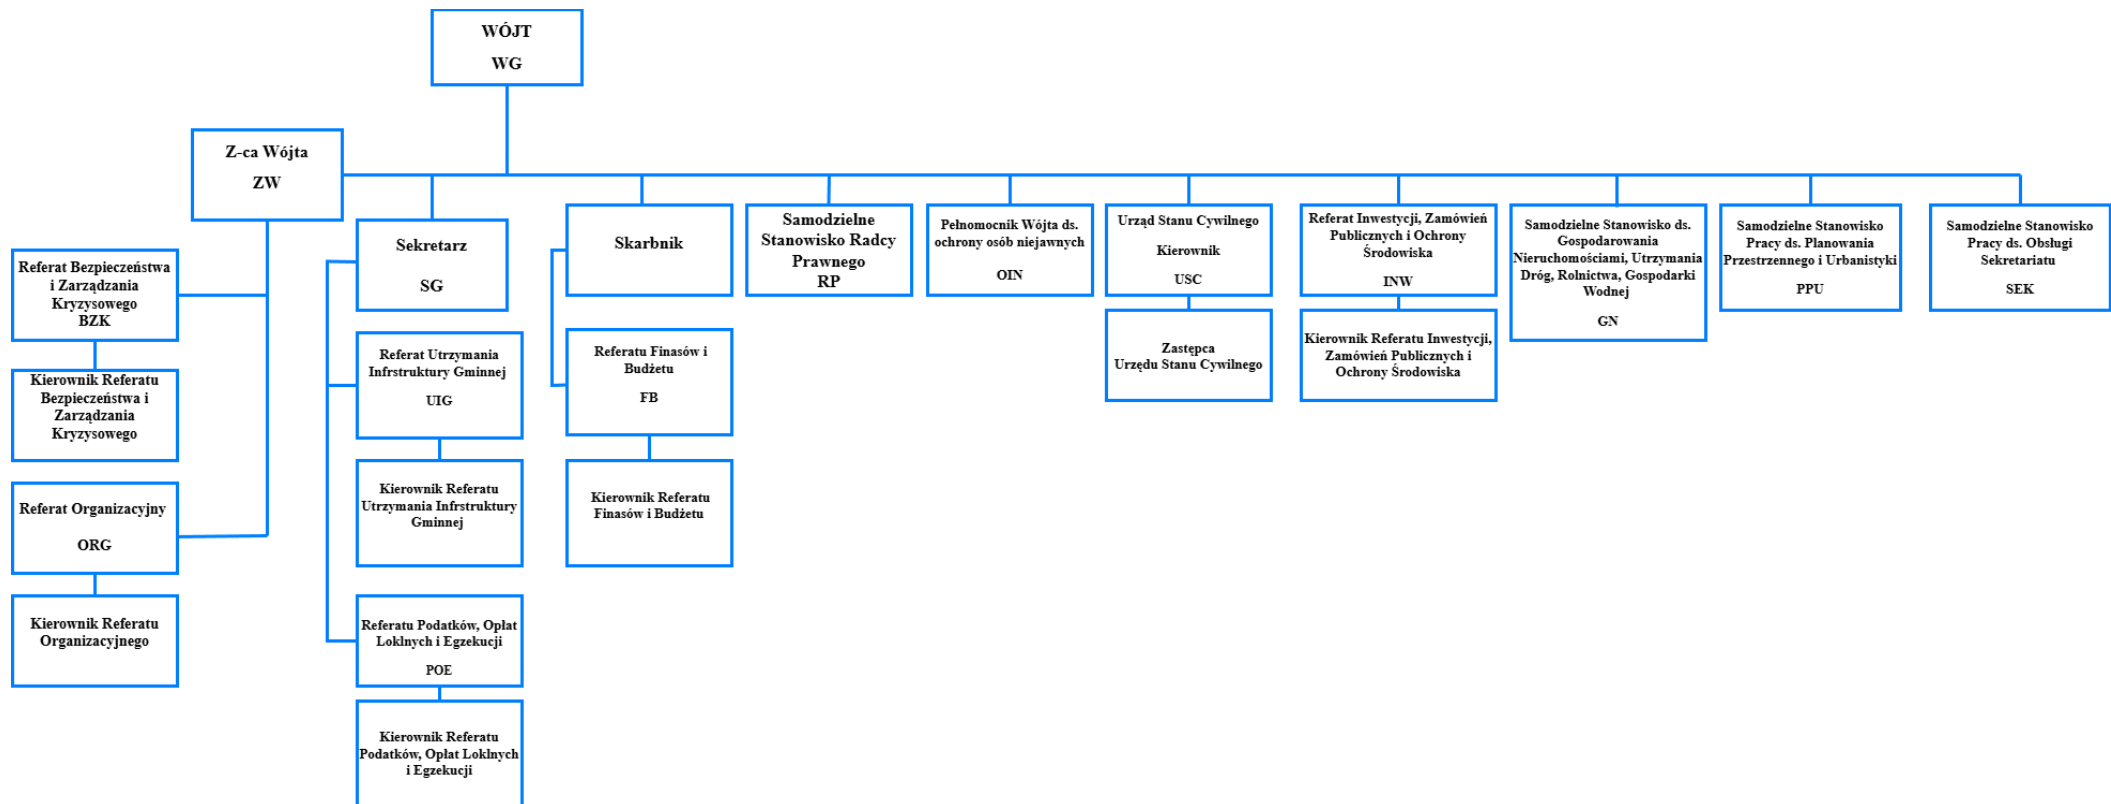 WÓJT
WG
Z-ca Wójta
ZW
Referat Bezpieczeństwa
i Zarządzania
Kryzysowego
BZK
Kierownik Referatu
Bezpieczeństwa i
Zarządzania
Kryzysowego
Referat Organizacyjny
ORG
Kierownik Referatu
Organizacyjnego
Sekretarz
SG
Referat Utrzymania
Infrstruktury Gminnej
UIG
Kierownik Referatu
Utrzymania Infrstruktury
Gminnej
Referatu Podatków, Opłat
Loklnych i Egzekucji
POE
Kierownik Referatu
Podatków, Opłat Loklnych
i Egzekucji
Skarbnik
Referatu Finasów i
Budżetu
FB
Kierownik Referatu
Finasów i Budżetu
Samodzielne
Stanowisko Radcy
Prawnego
RP
Pełnomocnik Wójta ds.
ochrony osób niejawnych
OIN
Urząd Stanu Cywilnego
Kierownik
USC
Zastępca
Urzędu Stanu Cywilnego
Referat Inwestycji, Zamówień
Publicznych i Ochrony
Środowiska
INW
Kierownik Referatu Inwestycji,
Zamówień Publicznych i
Ochrony Środowiska
Samodzielne Stanowisko ds.
Gospodarowania
Nieruchomościami, Utrzymania
Dróg, Rolnictwa, Gospodarki
Wodnej
GN
Samodzielne Stanowisko
Pracy ds. Planowania
Przestrzennego i Urbanistyki
PPU
Samodzielne Stanowisko
Pracy ds. Obsługi
Sekretariatu
SEK